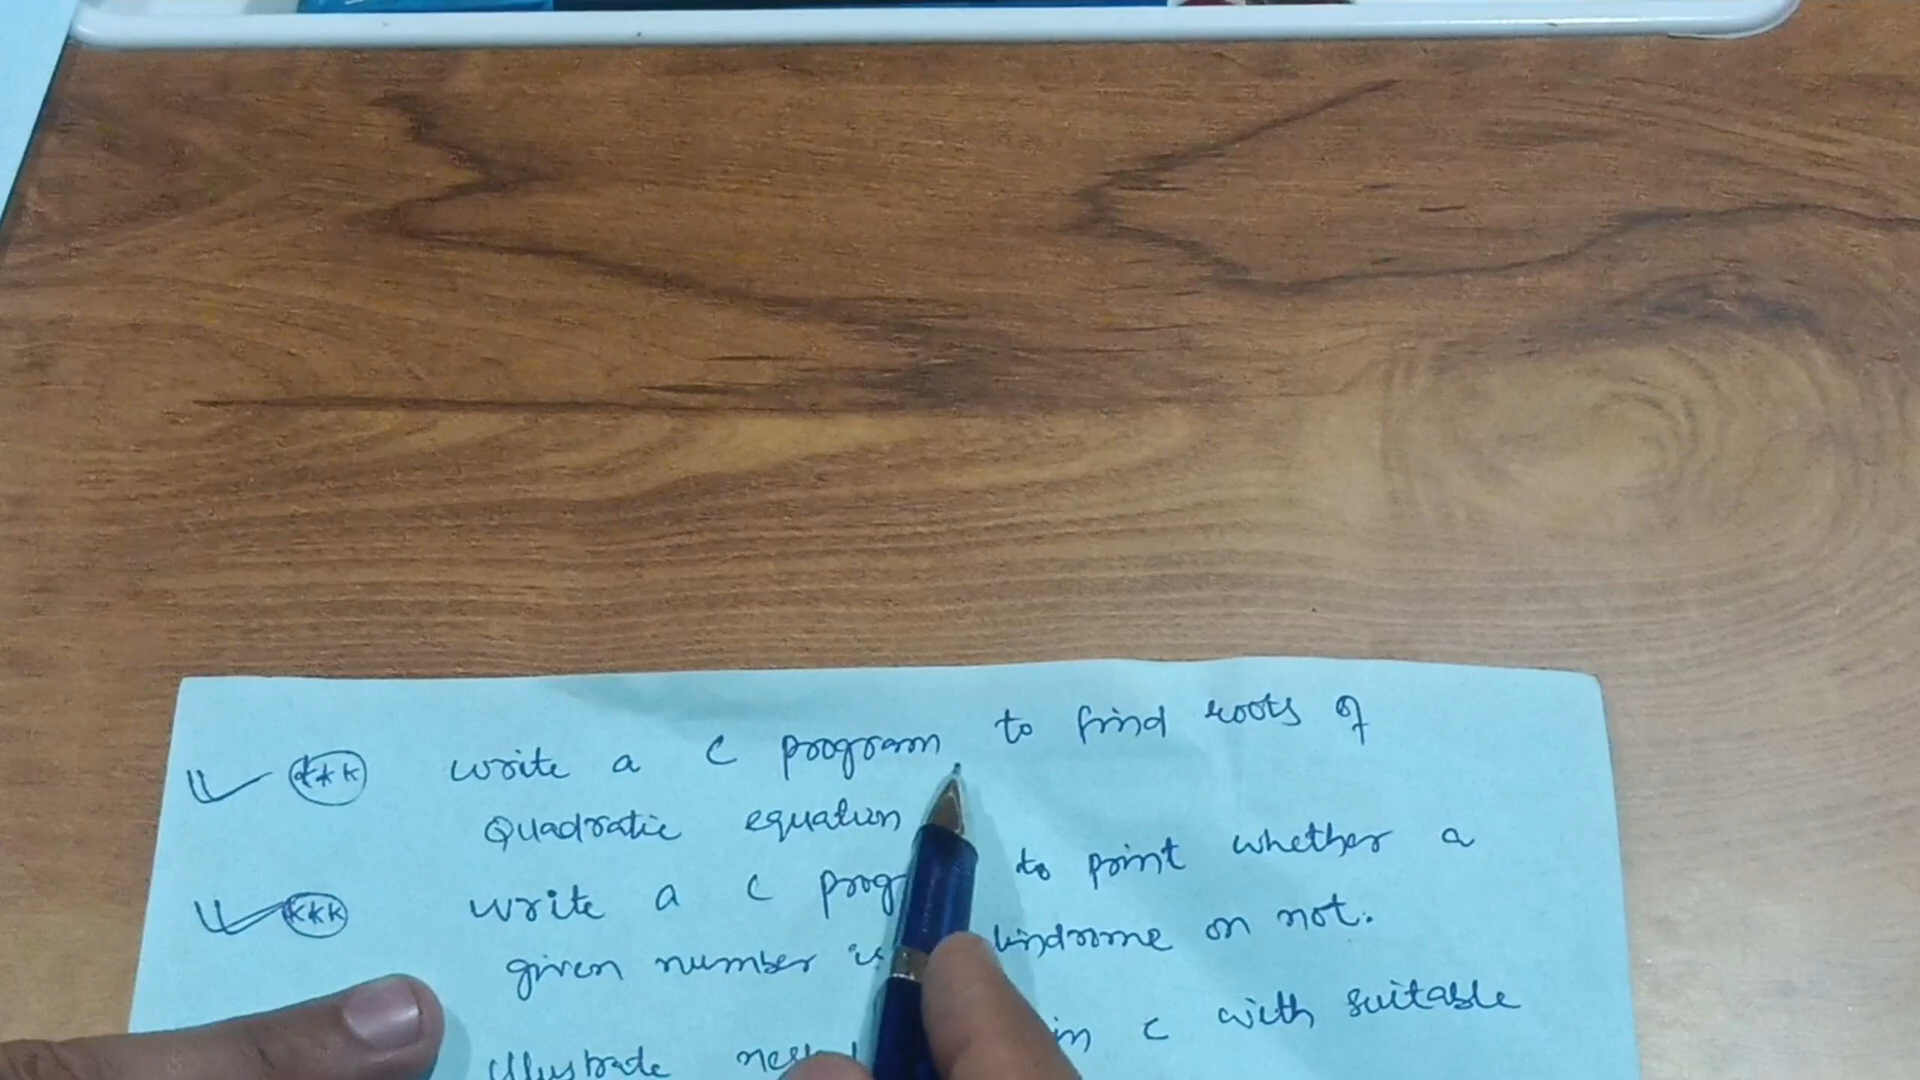 *** write a C program to find roots of
Quadratic equation
*** write a C prog to print whether a
given number is lindrome or not.
illustrate in C with suitable